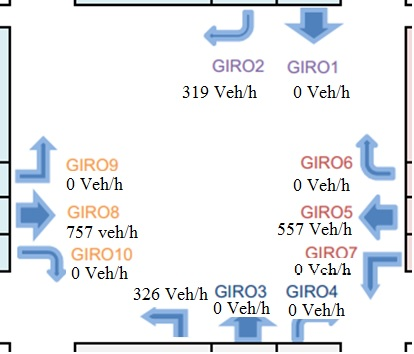 GIRO2 GIRO1
319 Veh/h 0 Veh/h
GIRO9 GIRO6
0 Veh/h 0 Veh/h
GIRO8 GIRO5
757 veh/h 557 Veh/h
GIRO10 GIRO7
0 Veh/h 0 Veh/h
326 Veh/h GIRO3 GIRO4
0 Veh/h 0 Veh/h